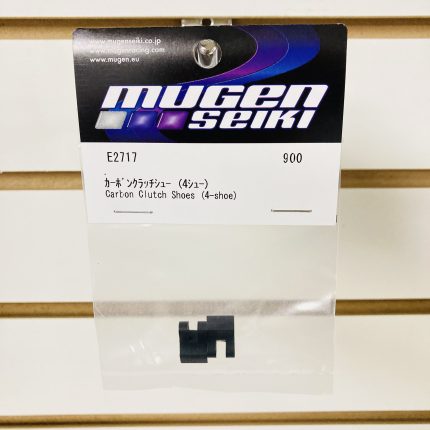 www.mugenseiki.co.jp
www.mugenracing.com
www.mugen.eu
MUGEN
SEIKI
E2717 900
ｶｰﾎﾞﾝｸﾗｯﾁｼｭｰ (4ｼｭｰ)
Carbon Clutch Shoes (4-shoe)